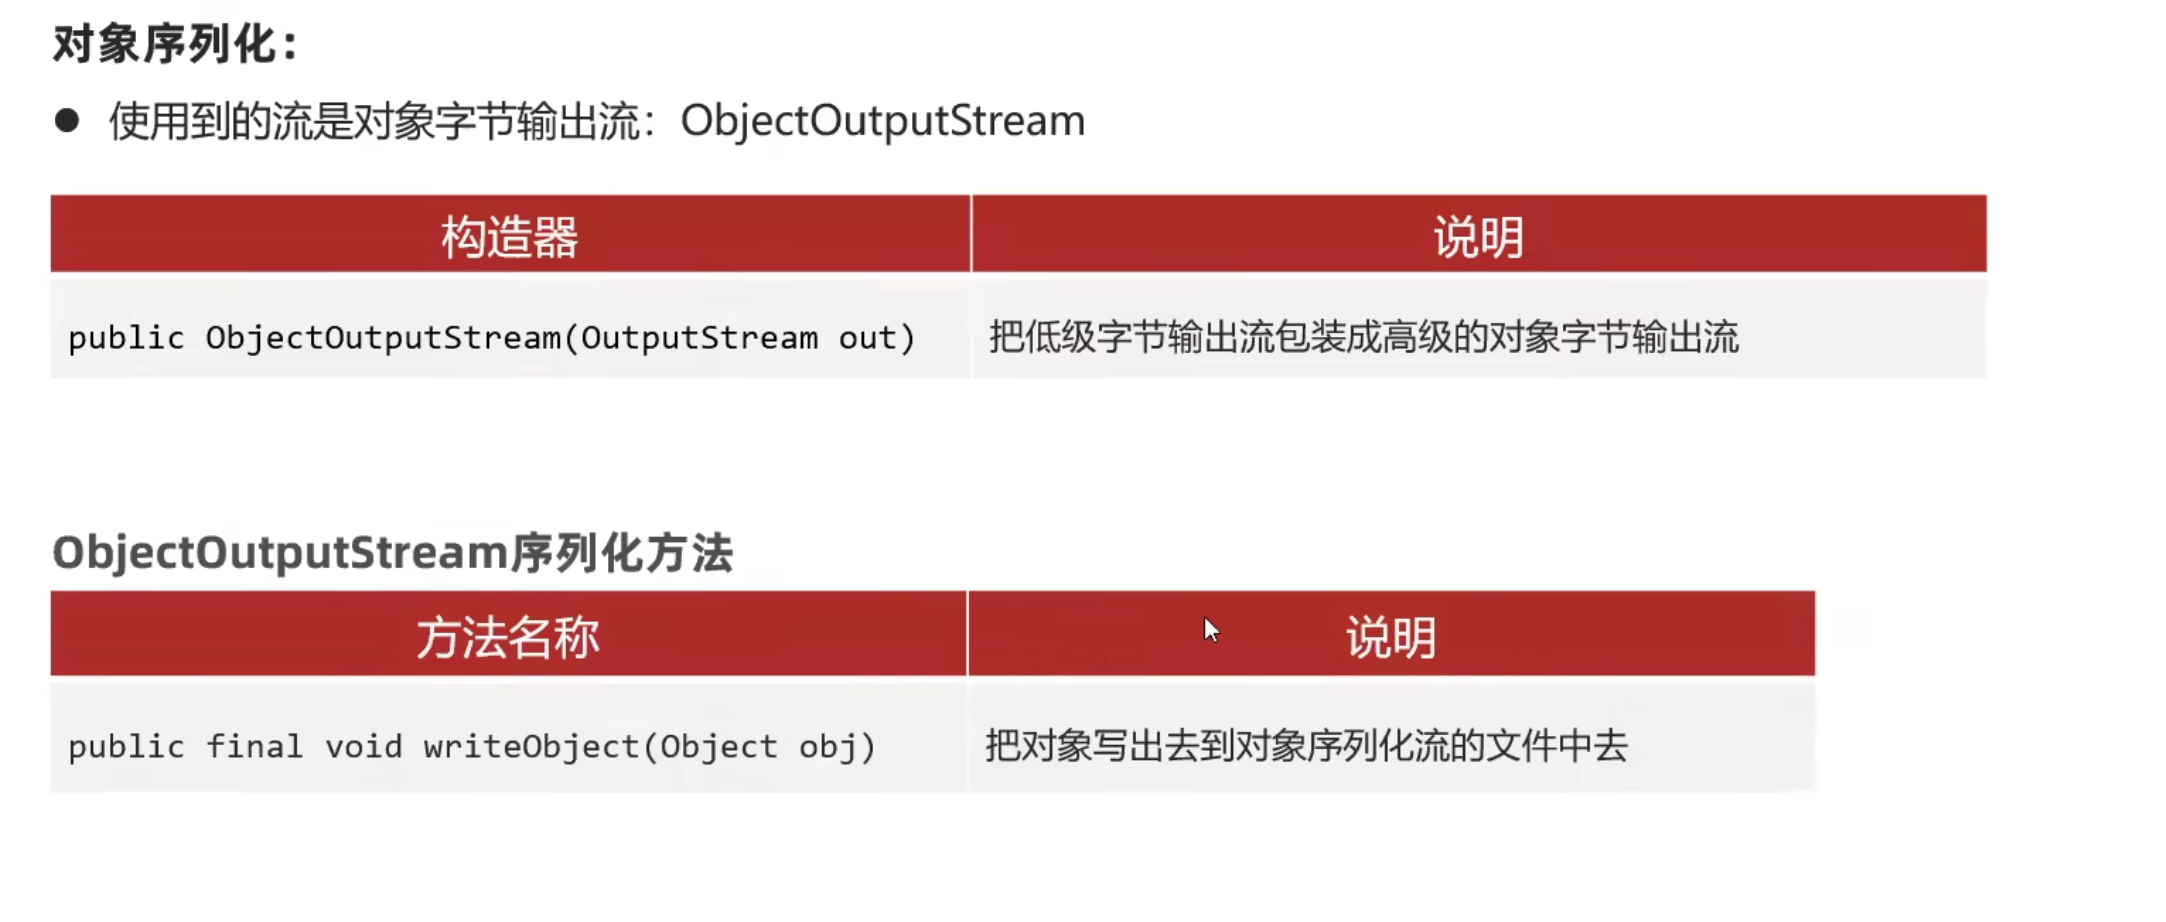 对象序列化：
● 使用到的流是对象字节输出流：ObjectOutputStream
构造器 说明
public ObjectOutputStream(OutputStream out) 把低级字节输出流包装成高级的对象字节输出流
ObjectOutputStream序列化方法
方法名称 说明
public final void writeObject(Object obj) 把对象写出去到对象序列化流的文件中去